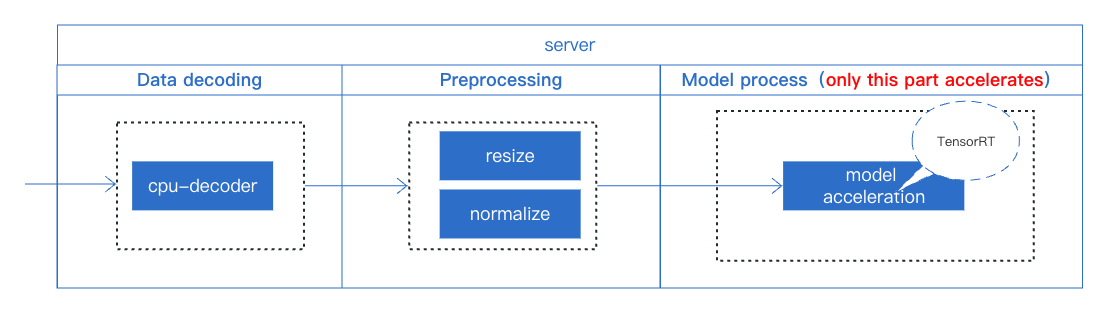 server
Data decoding
Preprocessing
Model process（only this part accelerates）
cpu-decoder
resize
normalize
TensorRT
model
acceleration